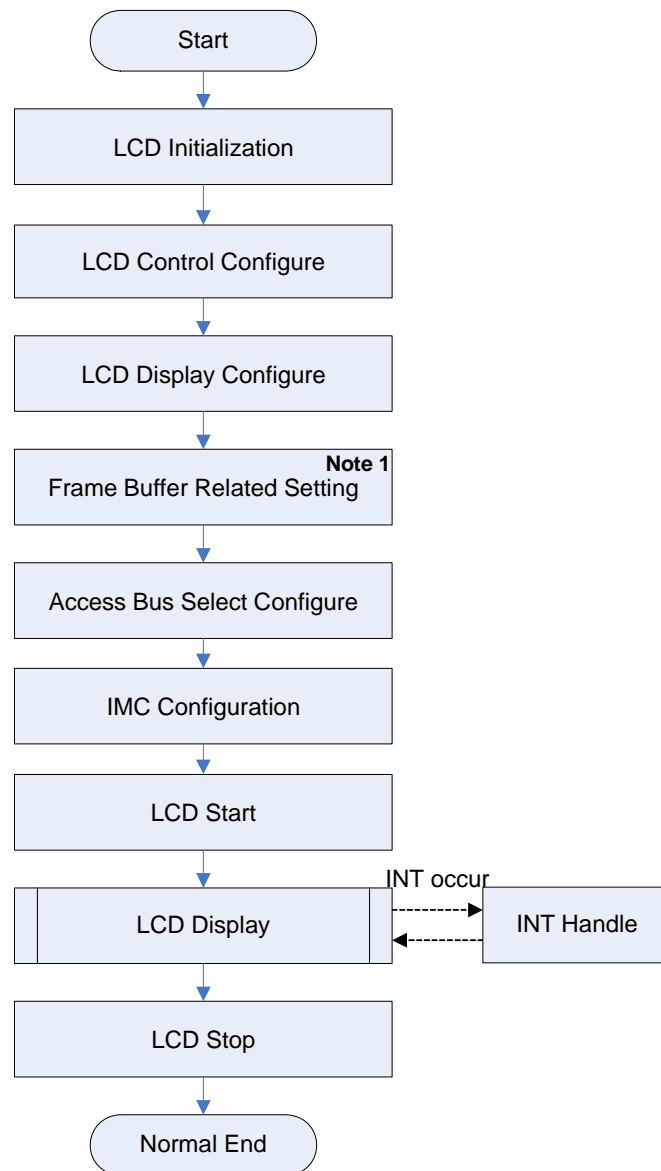 Start
LCD Initialization
LCD Control Configure
LCD Display Configure
Note 1
Frame Buffer Related Setting
Access Bus Select Configure
IMC Configuration
LCD Start
INT occur
LCD Display
INT Handle
LCD Stop
Normal End